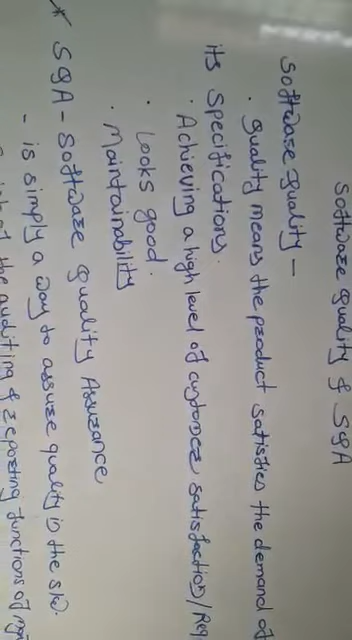 Software Quality & SQA
Software Quality –
· Quality means the product satisfies the demand of
its specifications.
· Achieving a high level of customer satisfaction/Req
· Looks good.
· Maintainability
* SQA – Software Quality Assurance
– is simply a way to assure quality in the s/w.
of the auditing & reporting functions of